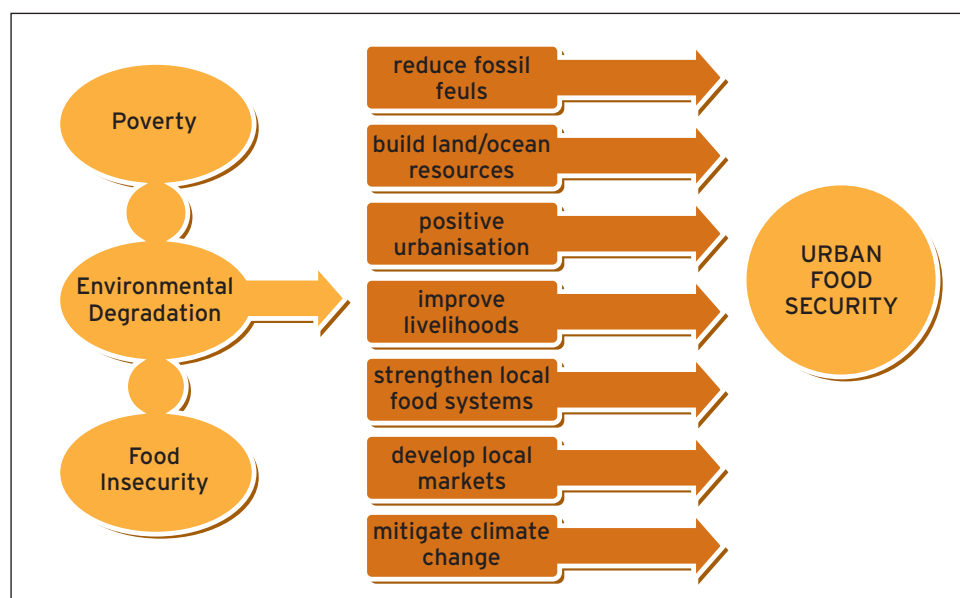 Poverty
Environmental
Degradation
Food
Insecurity
reduce fossil
feuls
build land/ocean
resources
positive
urbanisation
improve
livelihoods
strengthen local
food systems
develop local
markets
mitigate climate
change
URBAN
FOOD
SECURITY